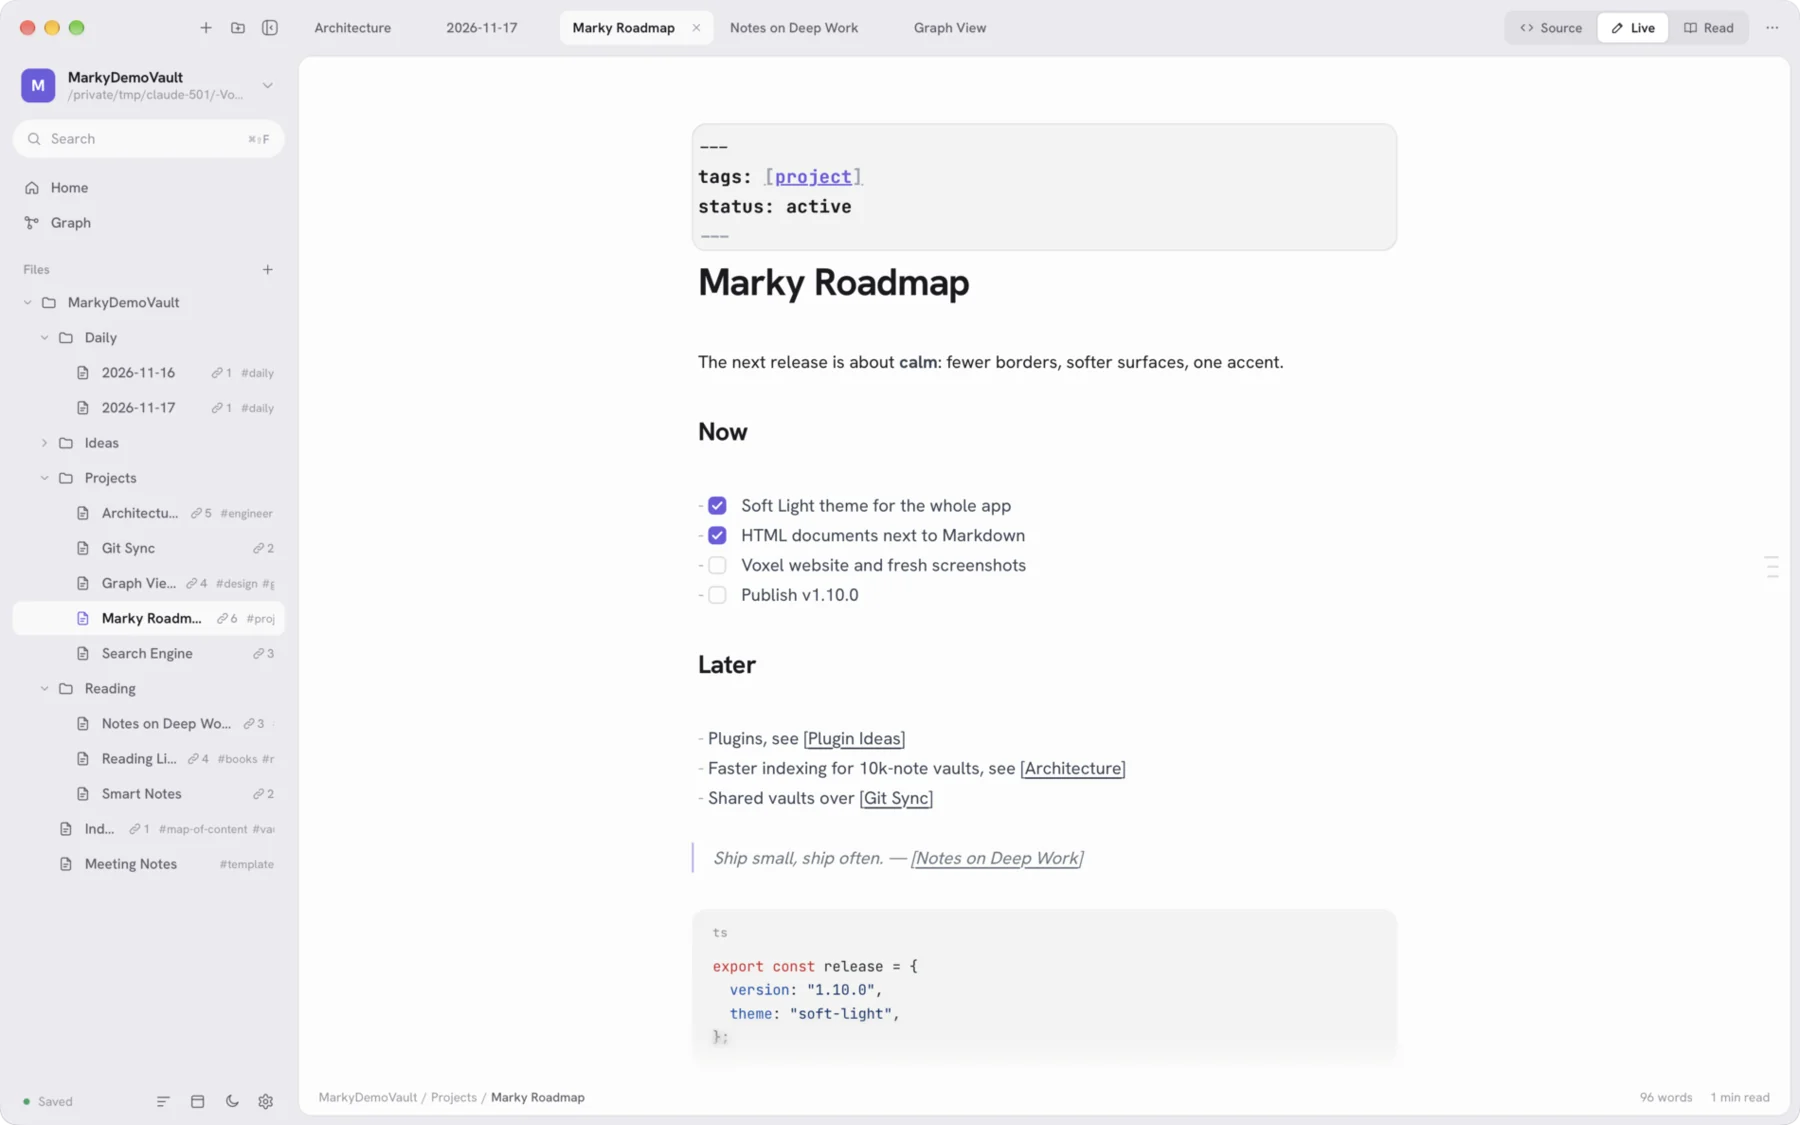 Architecture
2026-11-17
Marky Roadmap
Notes on Deep Work
Graph View
Source
Live
Read
M
MarkyDemoVault
/private/tmp/claude-501/-Vo...
Search
⌘⇧F
Home
Graph
Files
MarkyDemoVault
Daily
2026-11-16 1 #daily
2026-11-17 1 #daily
Ideas
Projects
Architectu... 5 #engineer
Git Sync 2
Graph Vie... 4 #design #g
Marky Roadm... 6 #proj
Search Engine 3
Reading
Notes on Deep Wo... 3
Reading Li... 4 #books #r
Smart Notes 2
Ind... 1 #map-of-content #va
Meeting Notes #template
Saved
---
tags: [project]
status: active
---
Marky Roadmap
The next release is about calm: fewer borders, softer surfaces, one accent.
Now
- Soft Light theme for the whole app
- HTML documents next to Markdown
- Voxel website and fresh screenshots
- Publish v1.10.0
Later
- Plugins, see [Plugin Ideas]
- Faster indexing for 10k-note vaults, see [Architecture]
- Shared vaults over [Git Sync]
Ship small, ship often. — [Notes on Deep Work]
ts
export const release = {
version: "1.10.0",
theme: "soft-light",
};
MarkyDemoVault / Projects / Marky Roadmap
96 words
1 min read